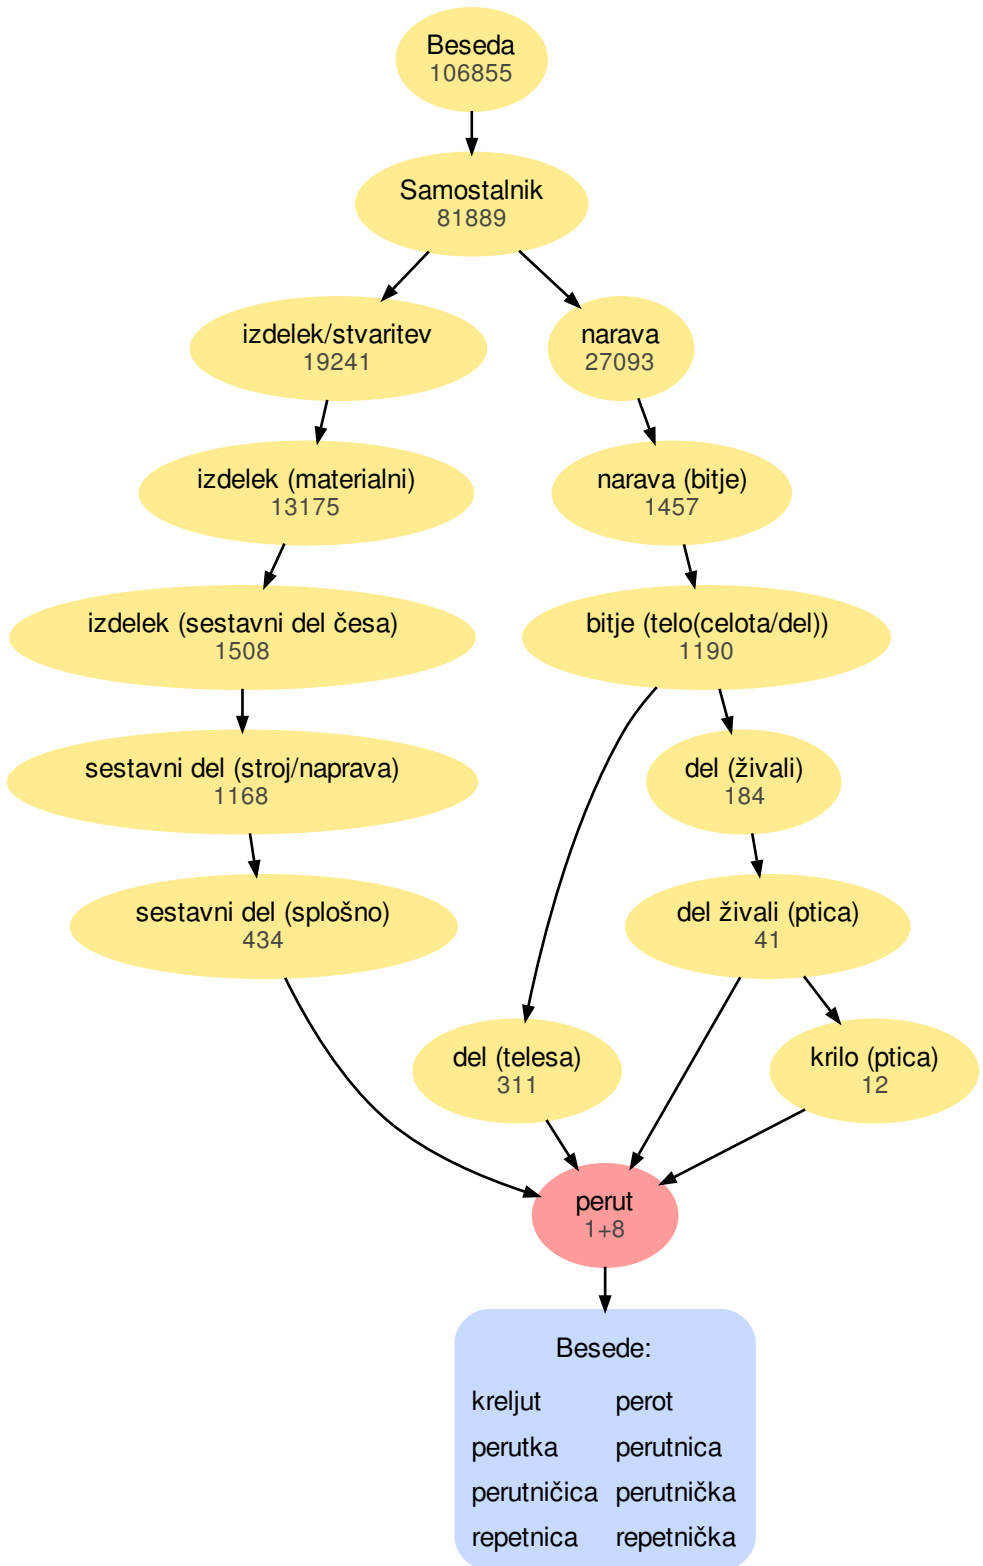 Beseda
106855
Samostalnik
81889
izdelek/stvaritev
19241
narava
27093
izdelek (materialni)
13175
narava (bitje)
1457
izdelek (sestavni del česa)
1508
bitje (telo(celota/del))
1190
sestavni del (stroj/naprava)
1168
del (živali)
184
sestavni del (splošno)
434
del živali (ptica)
41
del (telesa)
311
krilo (ptica)
12
perut
1+8
Besede:
kreljut perot
perutka perutnica
perutničica perutnička
repetnica repetnička